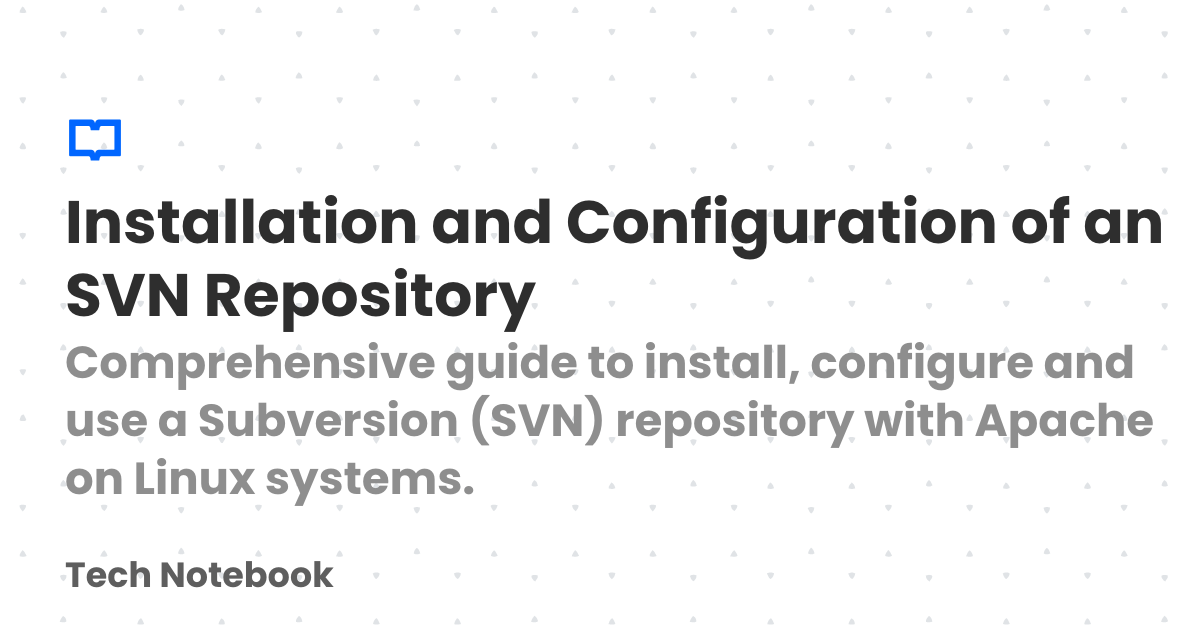 Installation and Configuration of an
SVN Repository
Comprehensive guide to install, configure and
use a Subversion (SVN) repository with Apache
on Linux systems.
Tech Notebook